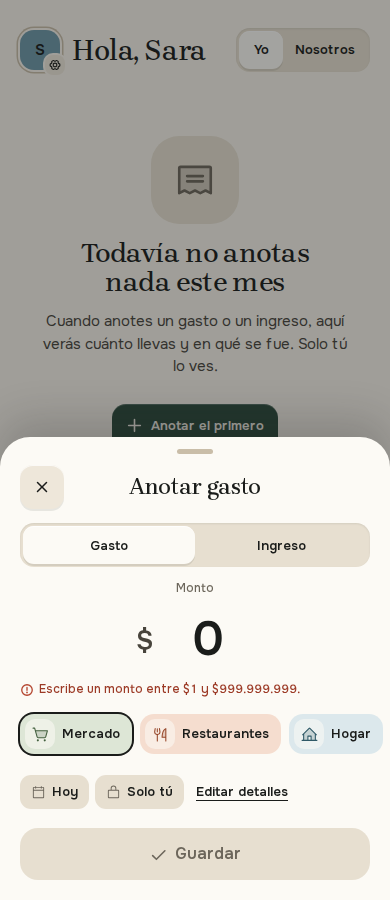 S
Hola, Sara
Yo
Nosotros
Todavía no anotas
nada este mes
Cuando anotes un gasto o un ingreso, aquí
verás cuánto llevas y en qué se fue. Solo tú
lo ves.
Anotar el primero
Anotar gasto
Gasto
Ingreso
Monto
$ 0
Escribe un monto entre $1 y $999.999.999.
Mercado
Restaurantes
Hogar
Hoy
Solo tú
Editar detalles
Guardar